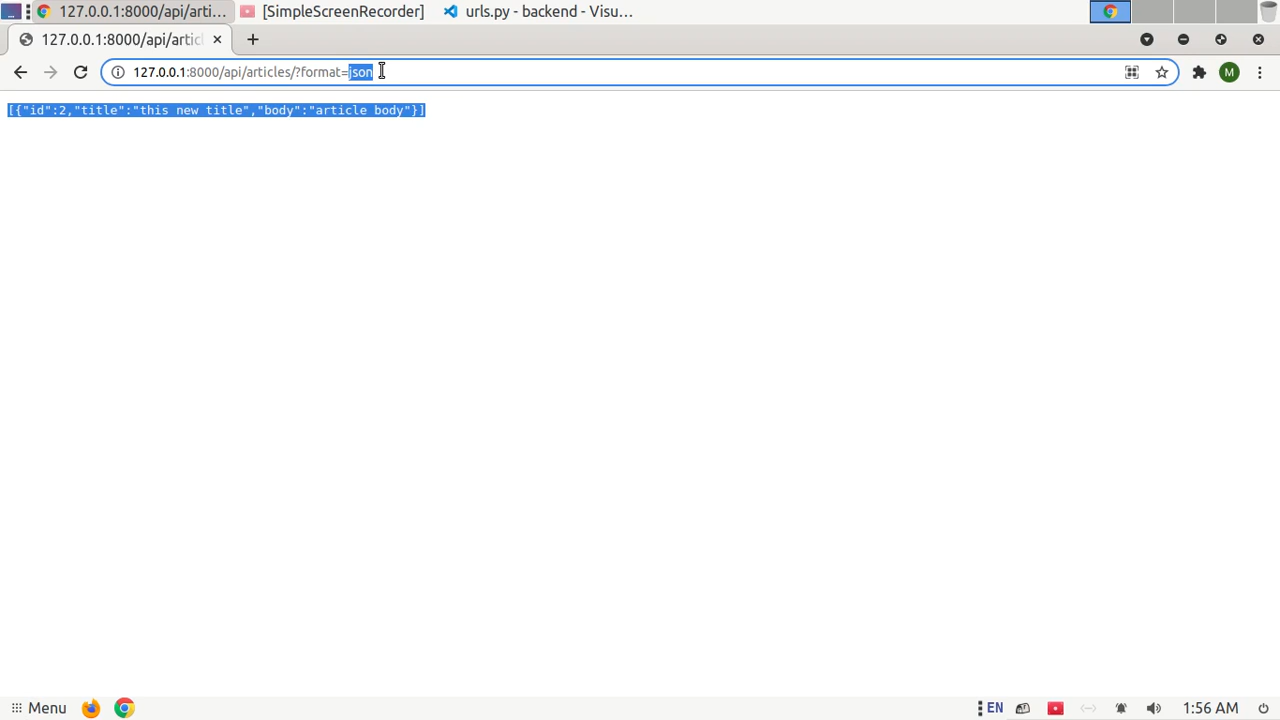 127.0.0.1:8000/api/arti...
[SimpleScreenRecorder]
urls.py - backend - Visu...
127.0.0.1:8000/api/artic
127.0.0.1:8000/api/articles/?format=json
M
[{"id":2,"title":"this new title","body":"article body"}]
Menu
EN
1:56 AM